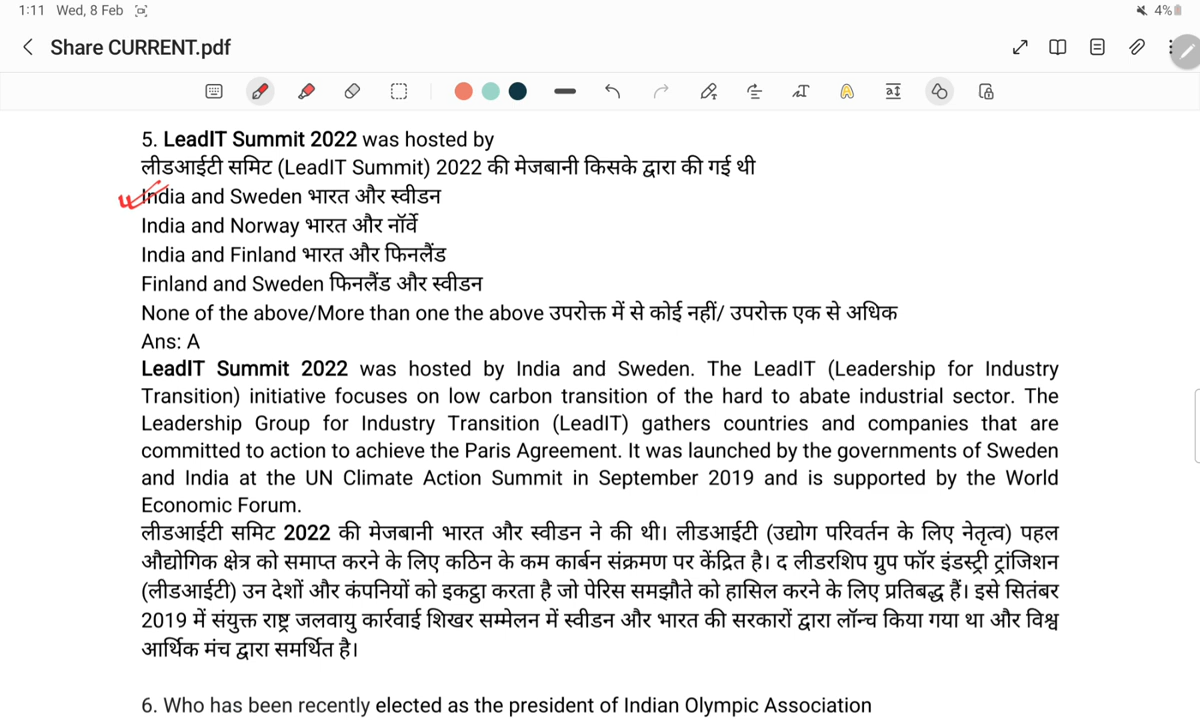 1:11 Wed, 8 Feb
4%
Share CURRENT.pdf
5. LeadIT Summit 2022 was hosted by
लीडआईटी समिट (LeadIT Summit) 2022 की मेजबानी किसके द्वारा की गई थी
India and Sweden भारत और स्वीडन
India and Norway भारत और नॉर्वे
India and Finland भारत और फिनलैंड
Finland and Sweden फिनलैंड और स्वीडन
None of the above/More than one the above उपरोक्त में से कोई नहीं/ उपरोक्त एक से अधिक
Ans: A
LeadIT Summit 2022 was hosted by India and Sweden. The LeadIT (Leadership for Industry
Transition) initiative focuses on low carbon transition of the hard to abate industrial sector. The
Leadership Group for Industry Transition (LeadIT) gathers countries and companies that are
committed to action to achieve the Paris Agreement. It was launched by the governments of Sweden
and India at the UN Climate Action Summit in September 2019 and is supported by the World
Economic Forum.
लीडआईटी समिट 2022 की मेजबानी भारत और स्वीडन ने की थी। लीडआईटी (उद्योग परिवर्तन के लिए नेतृत्व) पहल
औद्योगिक क्षेत्र को समाप्त करने के लिए कठिन के कम कार्बन संक्रमण पर केंद्रित है। द लीडरशिप ग्रुप फॉर इंडस्ट्री ट्रांजिशन
(लीडआईटी) उन देशों और कंपनियों को इकट्ठा करता है जो पेरिस समझौते को हासिल करने के लिए प्रतिबद्ध हैं। इसे सितंबर
2019 में संयुक्त राष्ट्र जलवायु कार्रवाई शिखर सम्मेलन में स्वीडन और भारत की सरकारों द्वारा लॉन्च किया गया था और विश्व
आर्थिक मंच द्वारा समर्थित है।
6. Who has been recently elected as the president of Indian Olympic Association